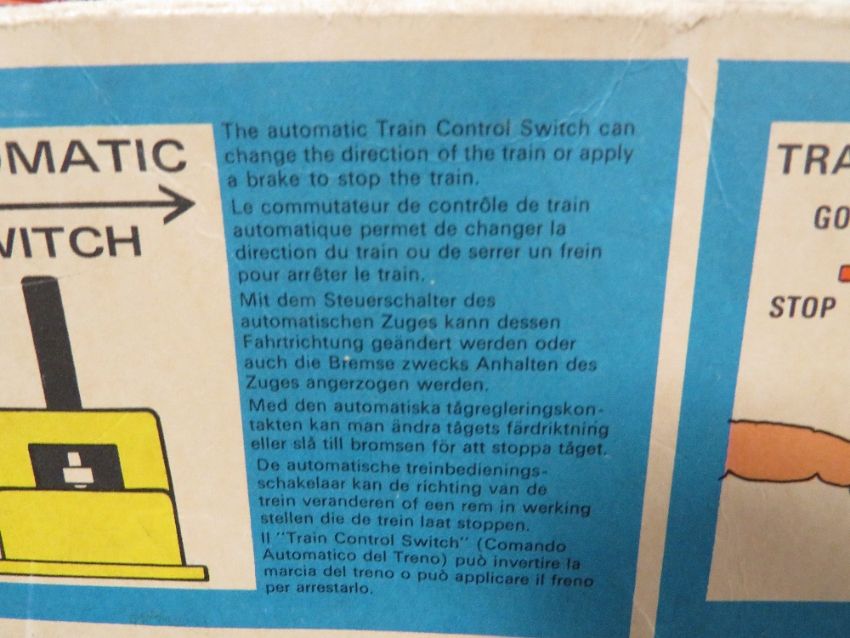 OMATIC
WITCH
The automatic Train Control Switch can
change the direction of the train or apply
a brake to stop the train.
Le commutateur de contrôle de train
automatique permet de changer la
direction du train ou de serrer un frein
pour arrêter le train.
Mit dem Steuerschalter des
automatischen Zuges kann dessen
Fahrtrichtung geändert werden oder
auch die Bremse zwecks Anhalten des
Zuges angerzogen werden.
Med den automatiska tågregleringskon-
takten kan man ändra tågets färdriktning
eller slå till bromsen för att stoppa tåget.
De automatische treinbedienings-
schakelaar kan de richting van de
trein veranderen of een rem in werking
stellen die de trein laat stoppen.
Il "Train Control Switch" (Comando
Automatico del Treno) può invertire la
marcia del treno o può applicare il freno
per arrestarlo.
TRA
GO
STOP